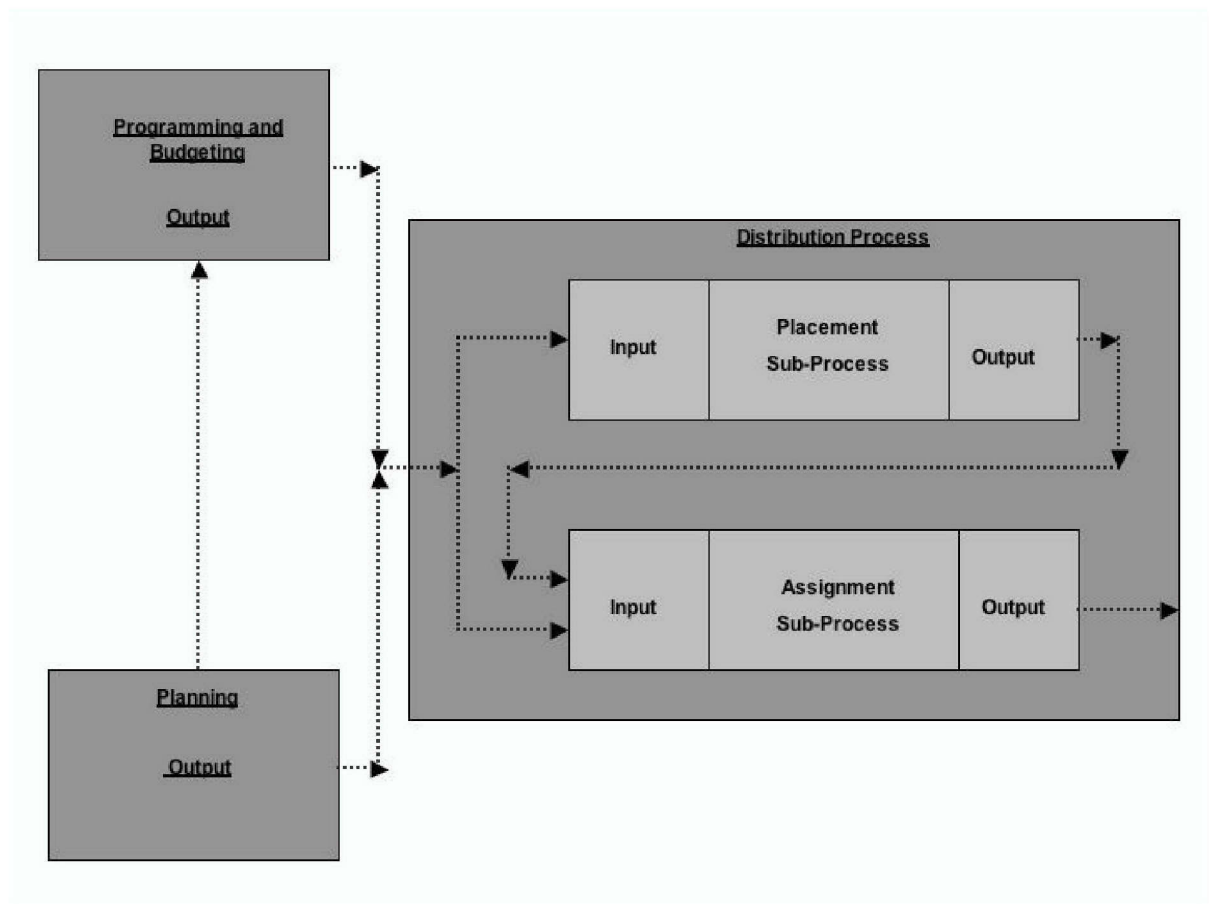 Programming and
Budgeting
Output
Distribution Process
Input
Placement
Sub-Process
Output
Input
Assignment
Sub-Process
Output
Planning
Output